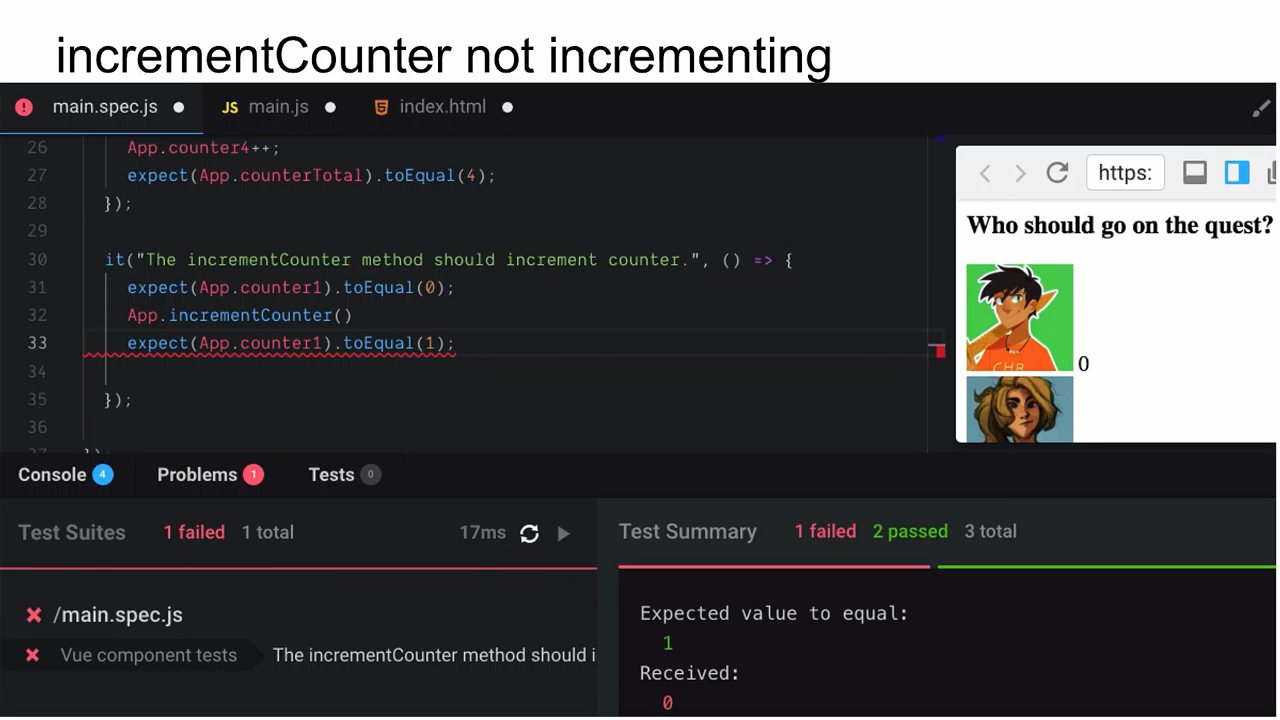 incrementCounter not incrementing
main.spec.js
JS main.js
index.html
26 App.counter4++;
27 expect(App.counterTotal).toEqual(4);
28 });
29
30 it("The incrementCounter method should increment counter.", () => {
31 expect(App.counter1).toEqual(0);
32 App.incrementCounter()
33 expect(App.counter1).toEqual(1);
34
35 });
36
37 });
https:
Who should go on the quest?
CHB
0
Console 4
Problems 1
Tests 0
Test Suites 1 failed 1 total 17ms
/main.spec.js
Vue component tests The incrementCounter method should i
Test Summary 1 failed 2 passed 3 total
Expected value to equal:
1
Received:
0